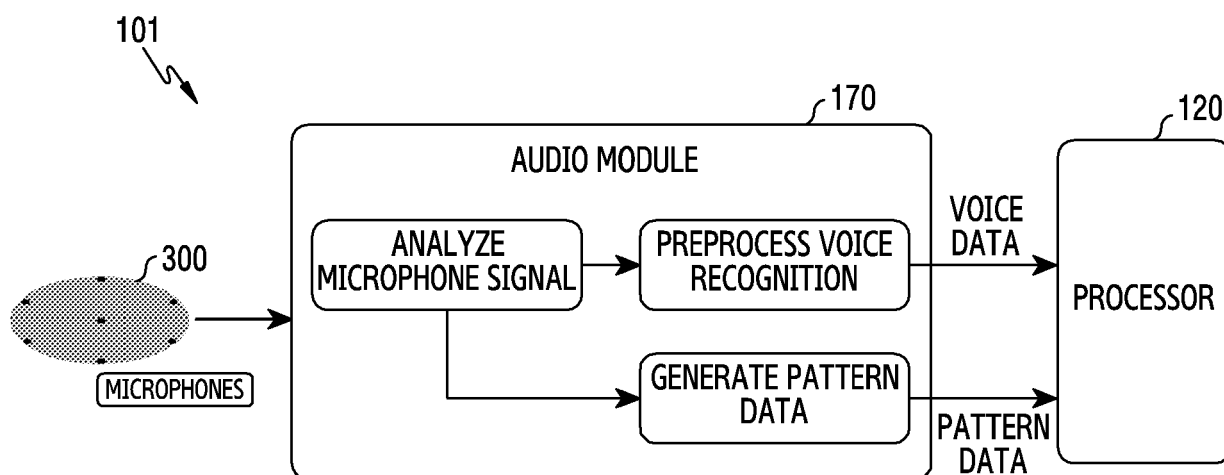 101
170
120
AUDIO MODULE
ANALYZE
MICROPHONE SIGNAL
PREPROCESS VOICE
RECOGNITION
VOICE
DATA
PROCESSOR
300
MICROPHONES
GENERATE PATTERN
DATA
PATTERN
DATA